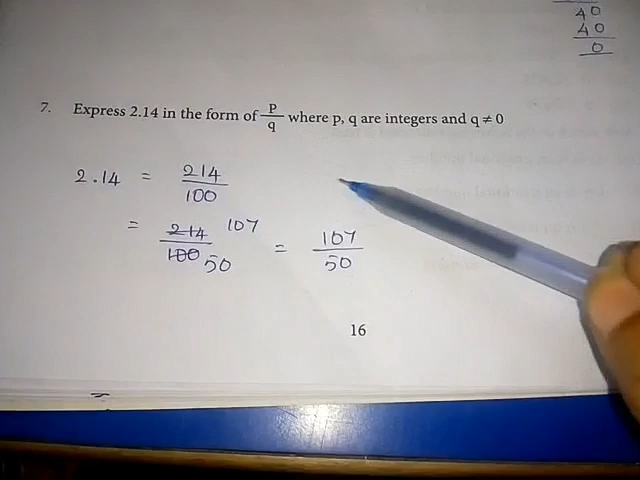 40
40
0
7. Express 2.14 in the form of p/q where p, q are integers and q ≠ 0
2.14 = 214/100
= 214/100 107 50 = 107/50
16